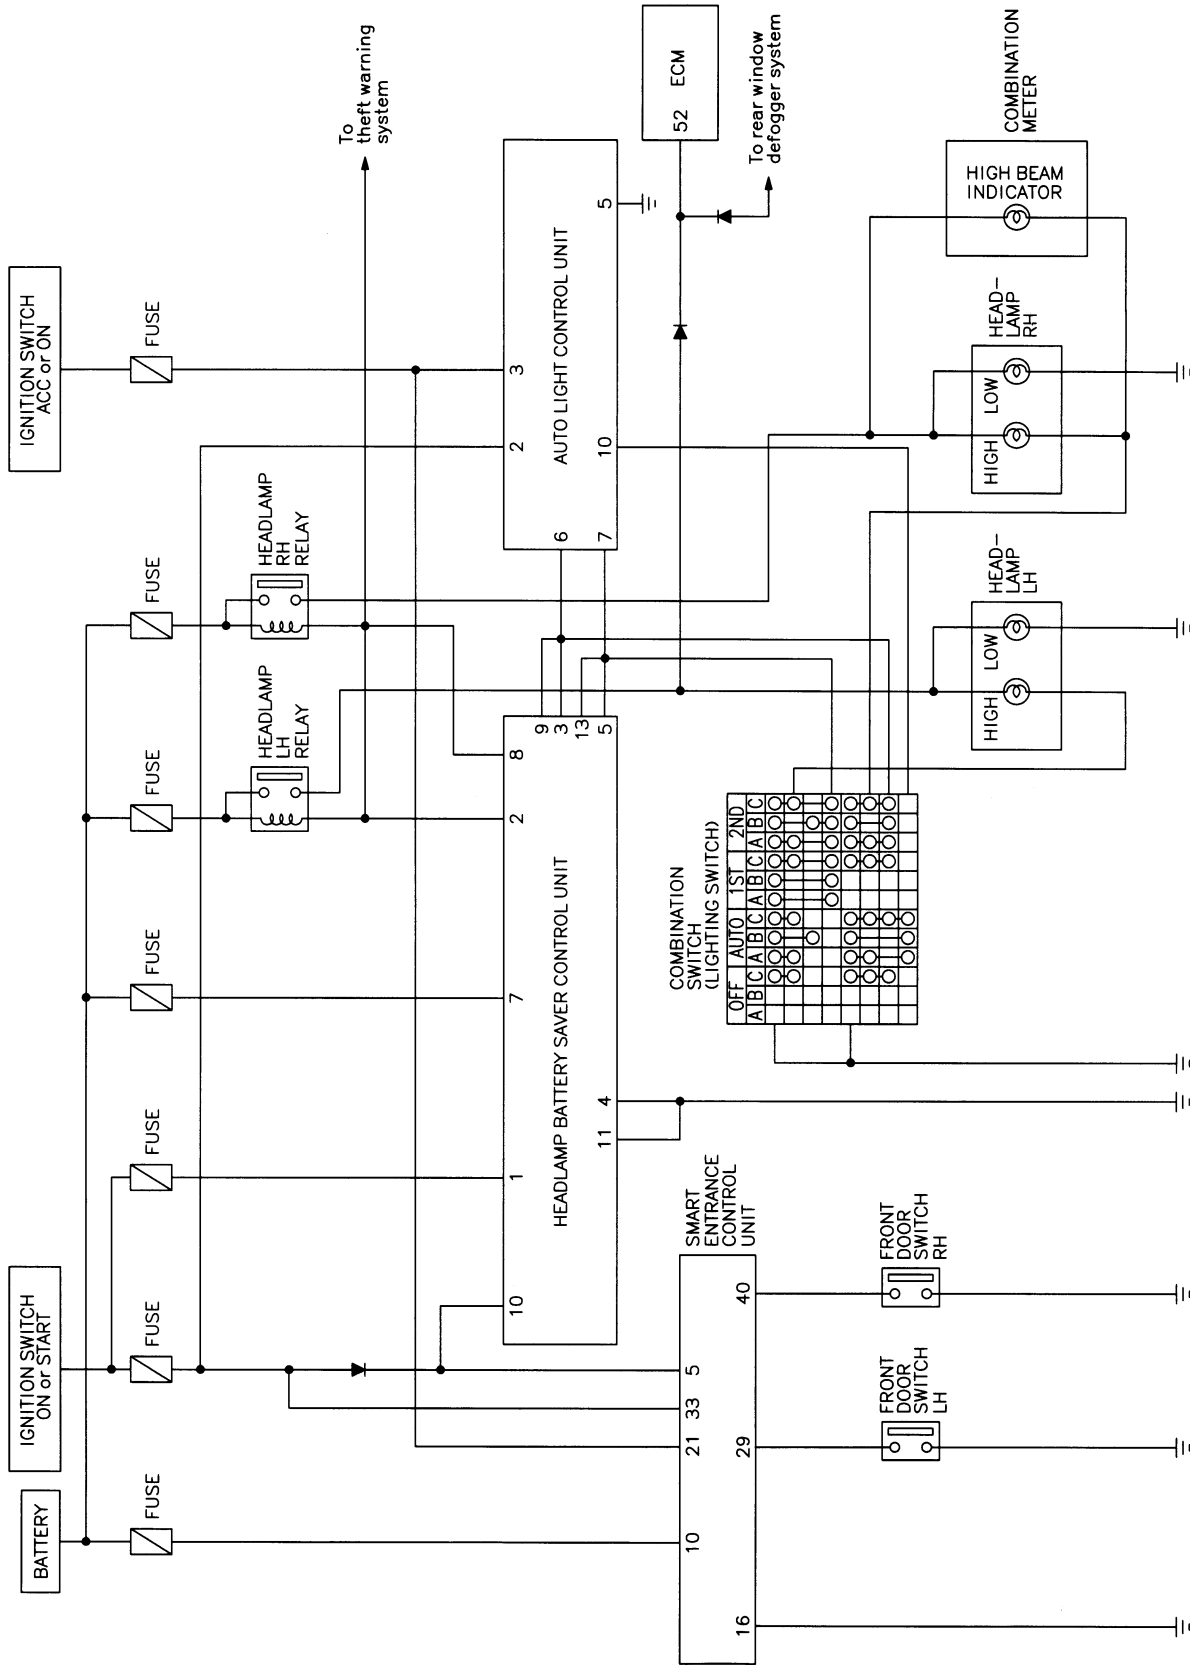 BATTERY
IGNITION SWITCH
ON or START
IGNITION SWITCH
ACC or ON
FUSE
FUSE
FUSE
FUSE
FUSE
FUSE
FUSE
HEADLAMP
LH
RELAY
HEADLAMP
RH
RELAY
To
theft warning
system
10
1
7
2
8
HEADLAMP BATTERY SAVER CONTROL UNIT
9
3
13
5
11
4
2
3
AUTO LIGHT CONTROL UNIT
6
7
10
5
52
ECM
To rear window
defogger system
10
21
33
5
SMART
ENTRANCE
CONTROL
UNIT
16
29
40
FRONT
DOOR
SWITCH
LH
FRONT
DOOR
SWITCH
RH
COMBINATION
SWITCH
(LIGHTING SWITCH)
OFF AUTO 1ST 2ND
A B C A B C A B C A B C
HIGH LOW
HEAD-
LAMP
LH
HIGH LOW
HEAD-
LAMP
RH
HIGH BEAM
INDICATOR
COMBINATION
METER